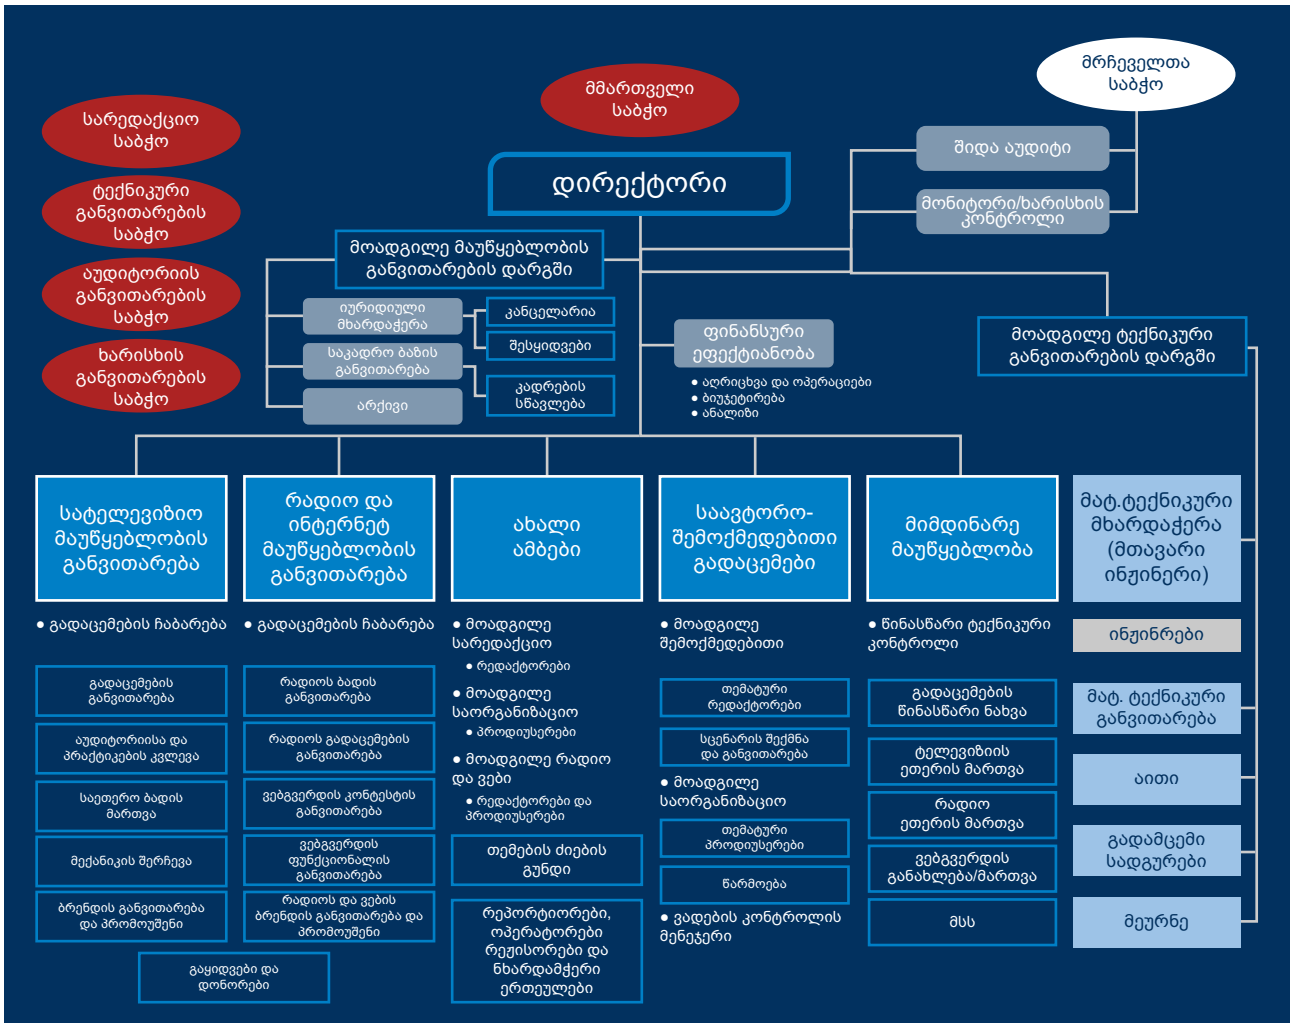 მრჩეველთა
საბჭო
მმართველი
საბჭო
სარედაქციო
საბჭო
ტექნიკური
განვითარების
საბჭო
აუდიტორიის
განვითარების
საბჭო
ხარისხის
განვითარების
საბჭო
შიდა აუდიტი
მონიტორი/ხარისხის
კონტროლი
დირექტორი
მოადგილე მაუწყებლობის
განვითარების დარგში
იურიდიული
მხარდაჭერა
კანცელარია
შესყიდვები
საკადრო ბაზის
განვითარება
კადრების
სწავლება
არქივი
ფინანსური
ეფექტიანობა
● აღრიცხვა და ოპერაციები
● ბიუჯეტირება
● ანალიზი
მოადგილე ტექნიკური
განვითარების დარგში
სატელევიზიო
მაუწყებლობის
განვითარება
● გადაცემების ჩაბარება
გადაცემების
განვითარება
აუდიტორიისა და
პრაქტიკების კვლევა
საეთერო ბადის
მართვა
მექანიკის შერჩევა
ბრენდის განვითარება
და პრომოუშენი
რადიო და
ინტერნეტ
მაუწყებლობის
განვითარება
● გადაცემების ჩაბარება
რადიოს ბადის
განვითარება
რადიოს გადაცემების
განვითარება
ვებგვერდის კონტესტის
განვითარება
ვებგვერდის
ფუნქციონალის
განვითარება
რადიოს და ვების
ბრენდის განვითარება და
პრომოუშენი
გაყიდვები და
დონორები
ახალი
ამბები
● მოადგილე
სარედაქციო
● რედაქტორები
● მოადგილე
საორგანიზაციო
● პროდიუსერები
● მოადგილე რადიო
და ვები
● რედაქტორები და
პროდიუსერები
თემების ძიების
გუნდი
რეპორტიორები,
ოპერატორები
რეჟისორები და
ნხარდამჭერი
ერთეულები
საავტორო-
შემოქმედებითი
გადაცემები
● მოადგილე
შემოქმედებითი
თემატური
რედაქტორები
სცენარის შექმნა
და განვითარება
● მოადგილე
საორგანიზაციო
თემატური
პროდიუსერები
წარმოება
● ვადების კონტროლის
მენეჯერი
მიმდინარე
მაუწყებლობა
● წინასწარი ტექნიკური
კონტროლი
გადაცემების
წინასწარი ნახვა
ტელევიზიის
ეთერის მართვა
რადიო
ეთერის მართვა
ვებგვერდის
განახლება/მართვა
მსს
მატ.ტექნიკური
მხარდაჭერა
(მთავარი
ინჟინერი)
ინჟინრები
მატ. ტექნიკური
განვითარება
აითი
გადამცემი
სადგურები
მეურნე